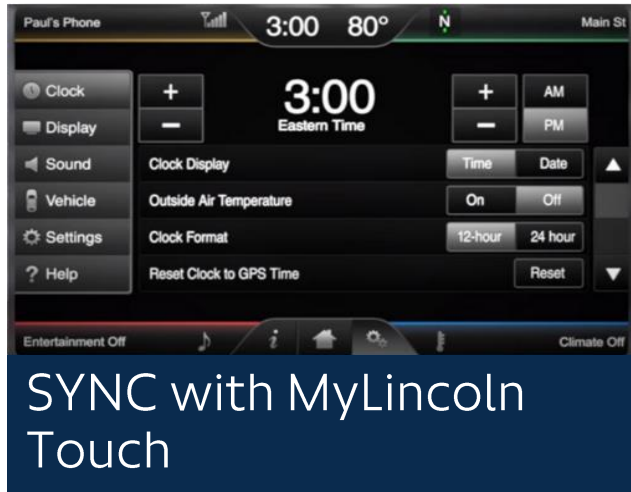 Paul's Phone 3:00 80° N Main St
Clock + 3:00 + AM
Display – Eastern Time – PM
Sound Clock Display Time Date
Vehicle Outside Air Temperature On Off
Settings Clock Format 12-hour 24 hour
? Help Reset Clock to GPS Time Reset
Entertainment Off i Climate Off
SYNC with MyLincoln
Touch